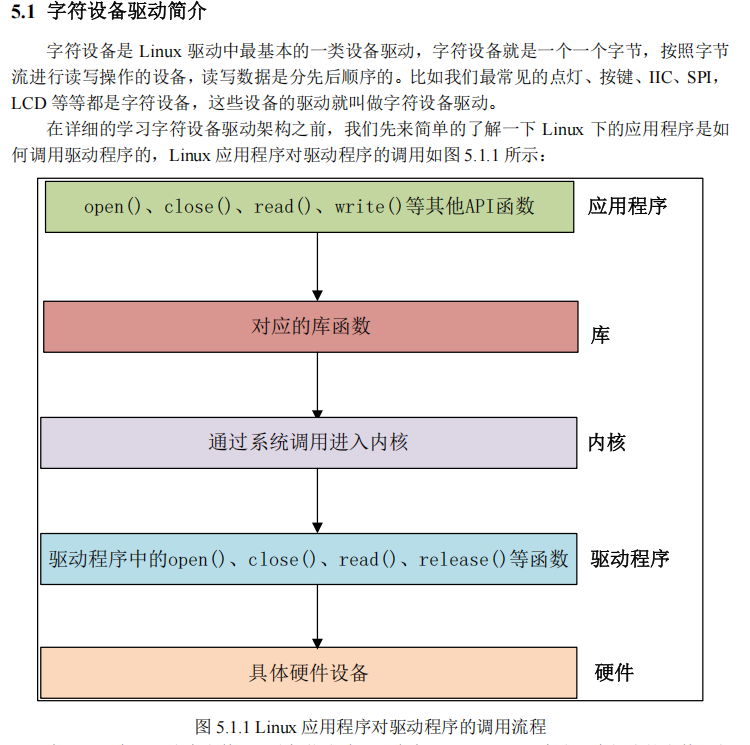 5.1 字符设备驱动简介
字符设备是 Linux 驱动中最基本的一类设备驱动，字符设备就是一个一个字节，按照字节
流进行读写操作的设备，读写数据是分先后顺序的。比如我们最常见的点灯、按键、IIC、SPI，
LCD 等等都是字符设备，这些设备的驱动就叫做字符设备驱动。
在详细的学习字符设备驱动架构之前，我们先来简单的了解一下 Linux 下的应用程序是如
何调用驱动程序的，Linux 应用程序对驱动程序的调用如图 5.1.1 所示：
open()、close()、read()、write()等其他API函数 应用程序
对应的库函数 库
通过系统调用进入内核 内核
驱动程序中的open()、close()、read()、release()等函数 驱动程序
具体硬件设备 硬件
图 5.1.1 Linux 应用程序对驱动程序的调用流程